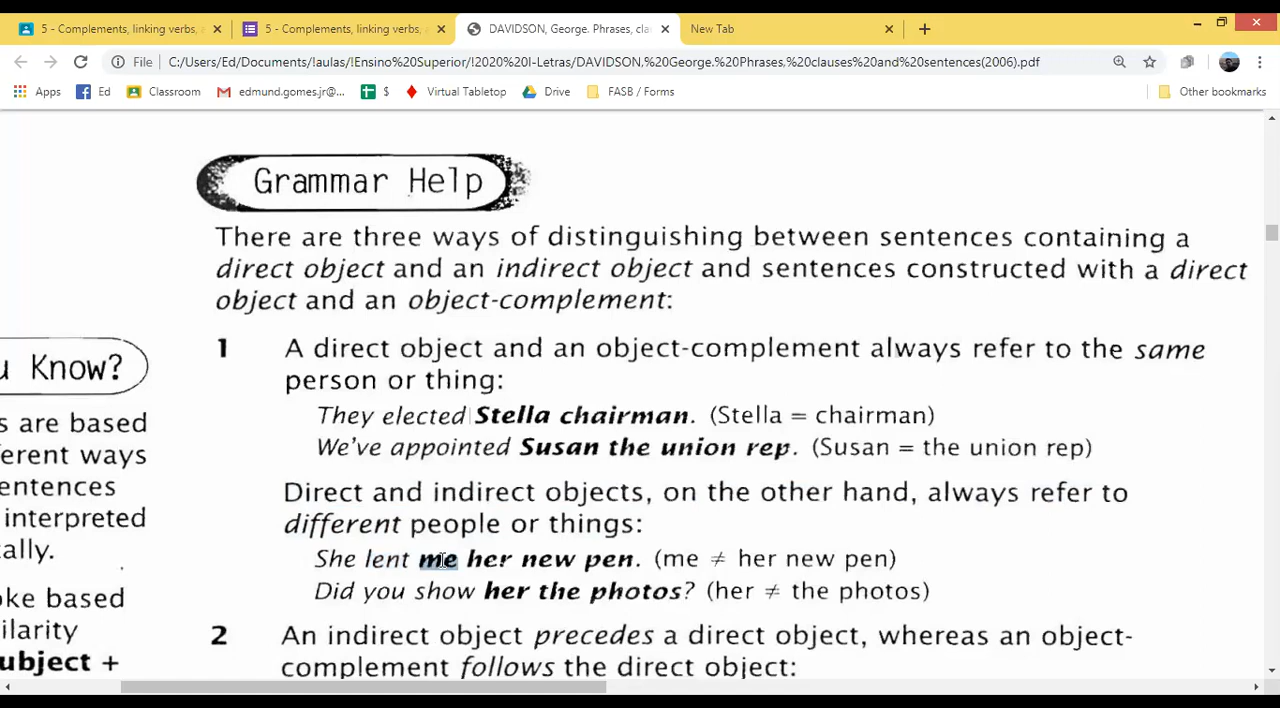 5 - Complements, linking verbs,
5 - Complements, linking verbs,
DAVIDSON, George. Phrases, cla
New Tab
File
C:/Users/Ed/Documents/!aulas/!Ensino%20Superior/!2020%20I-Letras/DAVIDSON,%20George.%20Phrases,%20clauses%20and%20sentences(2006).pdf
Apps
Ed
Classroom
edmund.gomes.jr@...
$
Virtual Tabletop
Drive
FASB / Forms
Other bookmarks
Grammar Help
There are three ways of distinguishing between sentences containing a
direct object and an indirect object and sentences constructed with a direct
object and an object-complement:
1 A direct object and an object-complement always refer to the same
person or thing:
They elected Stella chairman. (Stella = chairman)
We've appointed Susan the union rep. (Susan = the union rep)
Direct and indirect objects, on the other hand, always refer to
different people or things:
She lent me her new pen. (me ≠ her new pen)
Did you show her the photos? (her ≠ the photos)
2 An indirect object precedes a direct object, whereas an object-
complement follows the direct object:
u Know?
s are based
erent ways
entences
interpreted
ally.
oke based
ilarity
ubject +